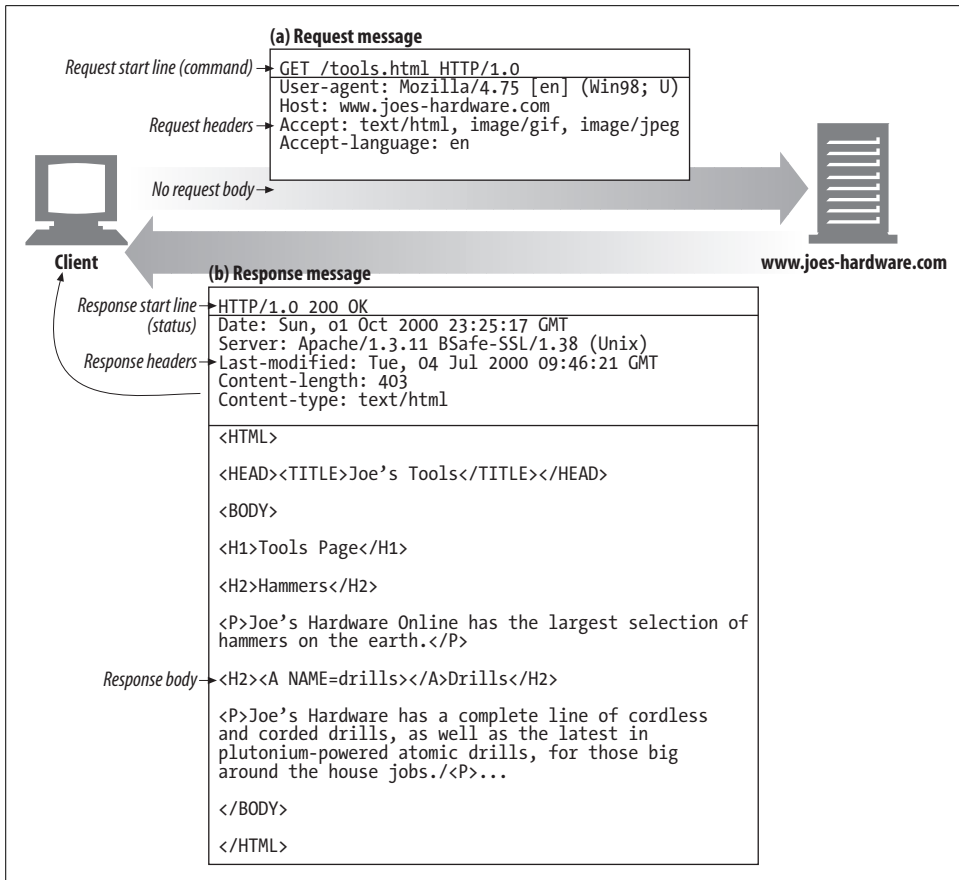 (a) Request message
Request start line (command)
GET /tools.html HTTP/1.0
User-agent: Mozilla/4.75 [en] (Win98; U)
Host: www.joes-hardware.com
Request headers
Accept: text/html, image/gif, image/jpeg
Accept-language: en
No request body
Client
www.joes-hardware.com
(b) Response message
Response start line
(status)
HTTP/1.0 200 OK
Date: Sun, o1 Oct 2000 23:25:17 GMT
Server: Apache/1.3.11 BSafe-SSL/1.38 (Unix)
Response headers
Last-modified: Tue, 04 Jul 2000 09:46:21 GMT
Content-length: 403
Content-type: text/html
<HTML>
<HEAD><TITLE>Joe's Tools</TITLE></HEAD>
<BODY>
<H1>Tools Page</H1>
<H2>Hammers</H2>
<P>Joe's Hardware Online has the largest selection of
hammers on the earth.</P>
Response body
<H2><A NAME=drills></A>Drills</H2>
<P>Joe's Hardware has a complete line of cordless
and corded drills, as well as the latest in
plutonium-powered atomic drills, for those big
around the house jobs./<P>...
</BODY>
</HTML>